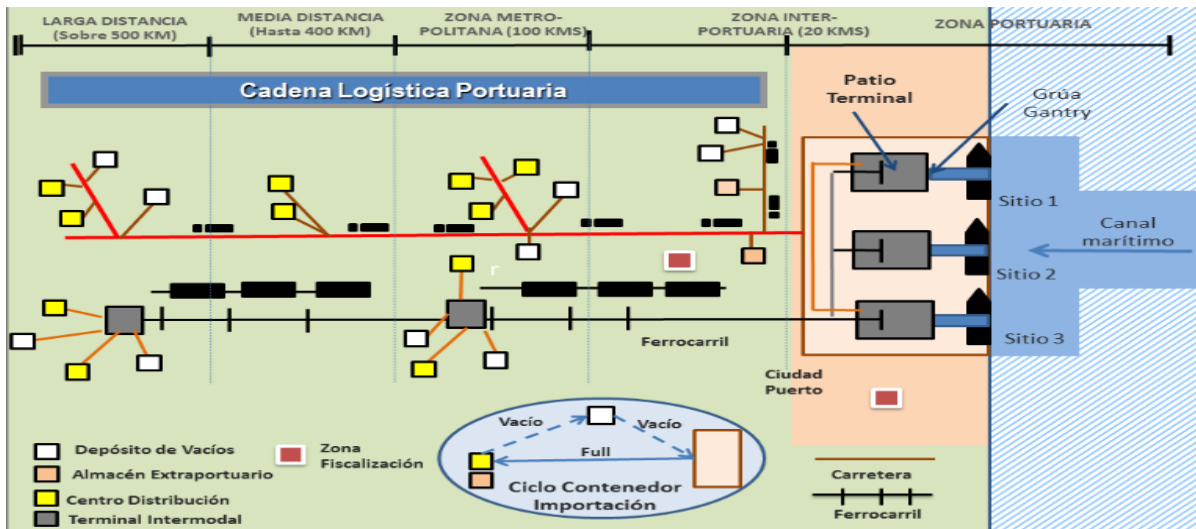 LARGA DISTANCIA
(Sobre 500 KM)
MEDIA DISTANCIA
(Hasta 400 KM)
ZONA METRO-
POLITANA (100 KMS)
ZONA INTER-
PORTUARIA (20 KMS)
ZONA PORTUARIA
Cadena Logística Portuaria
Patio
Terminal
Grúa
Gantry
Sitio 1
Canal
marítimo
Sitio 2
r
Ferrocarril
Sitio 3
Ciudad
Puerto
Depósito de Vacíos
Almacén Extraportuario
Centro Distribución
Terminal Intermodal
Zona
Fiscalización
Vacío
Vacío
Full
Ciclo Contenedor
Importación
Carretera
Ferrocarril